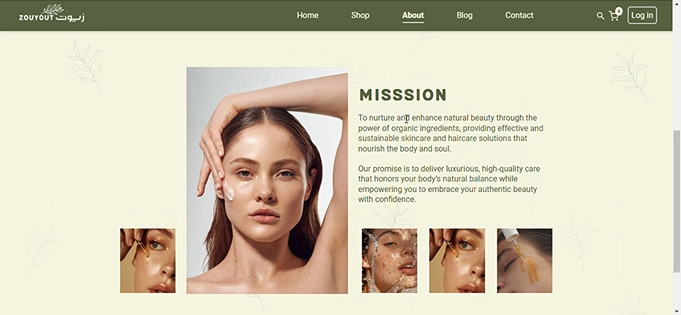 ZOUYOUT زيوت
Home Shop About Blog Contact 0 Log in
MISSSION
To nurture and enhance natural beauty through the
power of organic ingredients, providing effective and
sustainable skincare and haircare solutions that
nourish the body and soul.
Our promise is to deliver luxurious, high-quality care
that honors your body's natural balance while
empowering you to embrace your authentic beauty
with confidence.